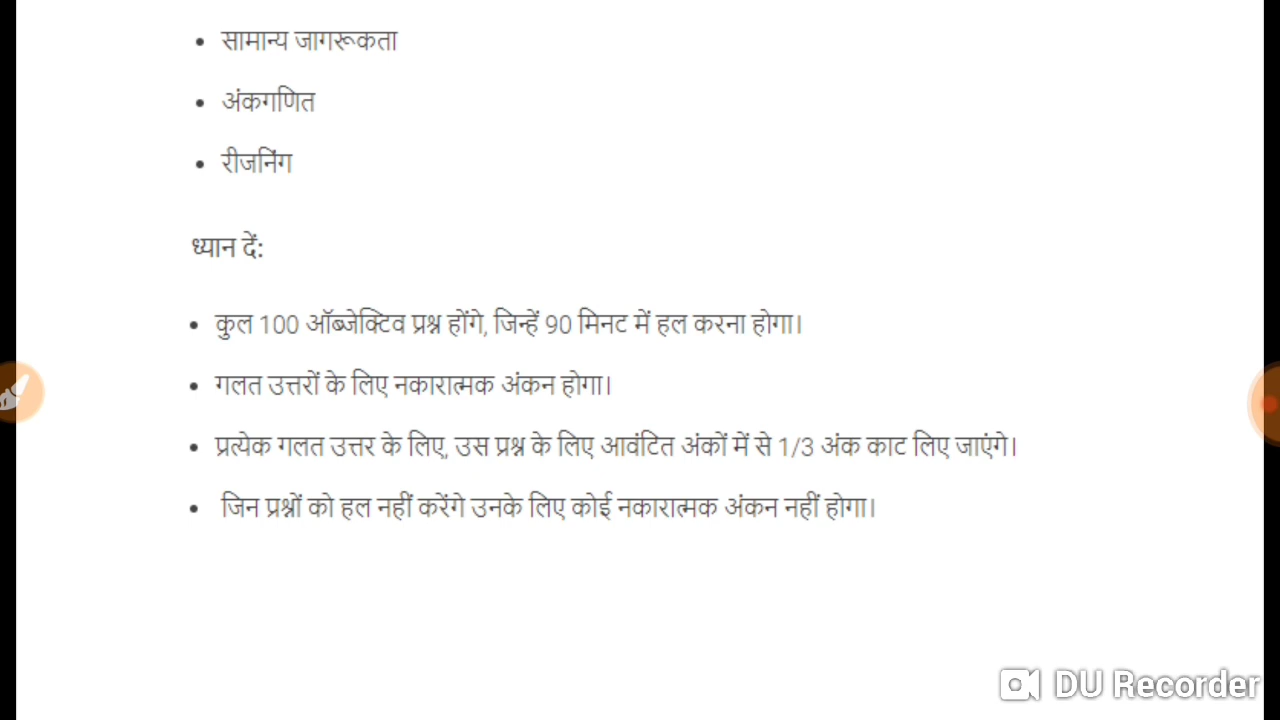 • सामान्य जागरूकता
• अंकगणित
• रीजनिंग
ध्यान दें:
• कुल 100 ऑब्जेक्टिव प्रश्न होंगे, जिन्हें 90 मिनट में हल करना होगा।
• गलत उत्तरों के लिए नकारात्मक अंकन होगा।
• प्रत्येक गलत उत्तर के लिए, उस प्रश्न के लिए आवंटित अंकों में से 1/3 अंक काट लिए जाएंगे।
• जिन प्रश्नों को हल नहीं करेंगे उनके लिए कोई नकारात्मक अंकन नहीं होगा।
DU Recorder